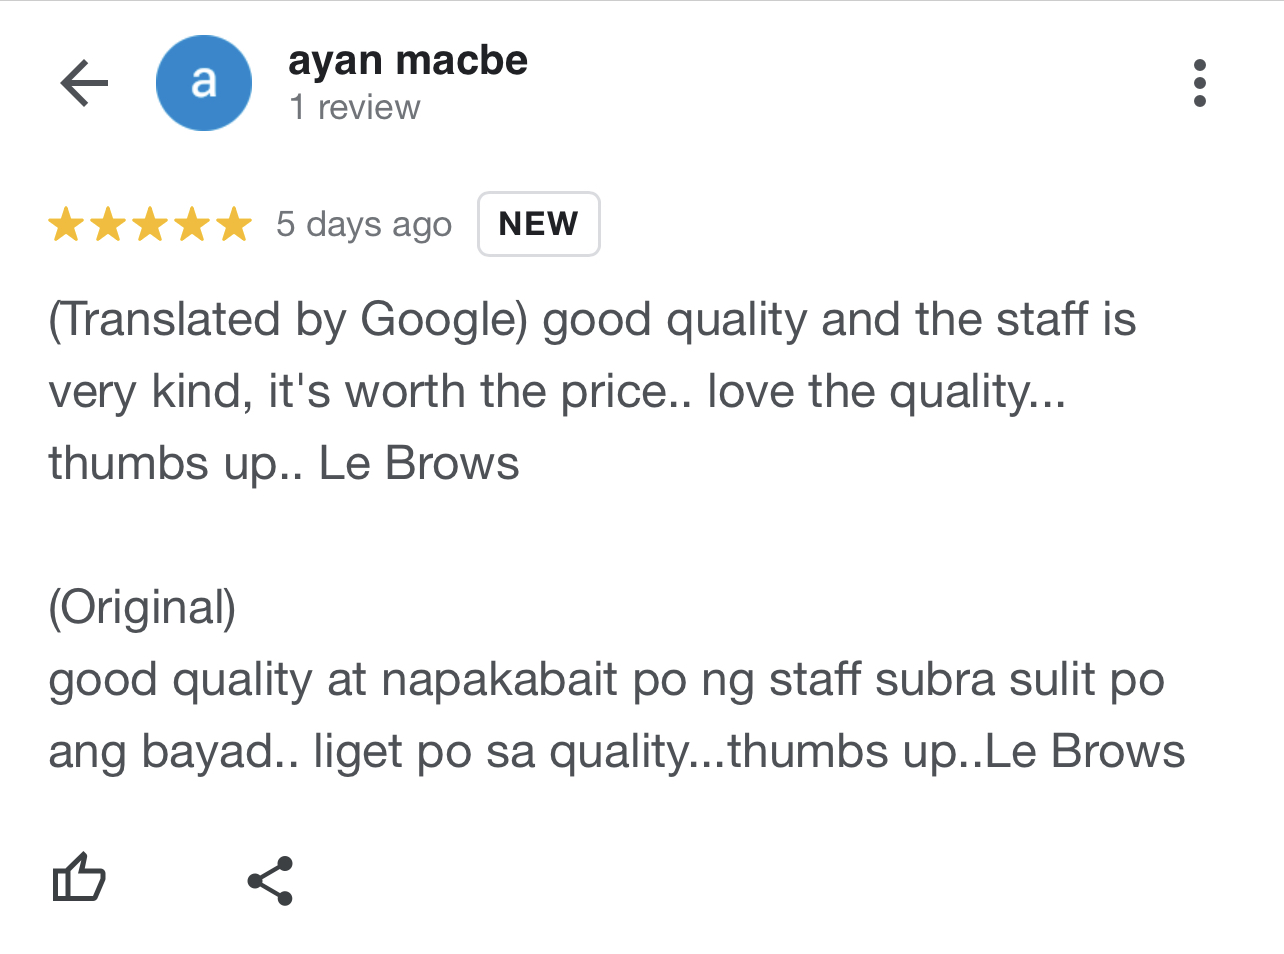 ayan macbe
1 review
5 days ago NEW
(Translated by Google) good quality and the staff is
very kind, it's worth the price.. love the quality...
thumbs up.. Le Brows
(Original)
good quality at napakabait po ng staff subra sulit po
ang bayad.. liget po sa quality...thumbs up..Le Brows